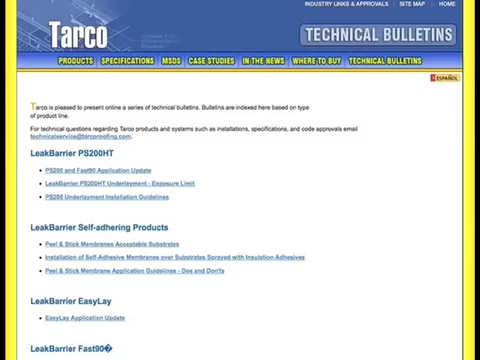 INDUSTRY LINKS & APPROVALS | SITE MAP | HOME
Tarco
TECHNICAL BULLETINS
PRODUCTS SPECIFICATIONS MSDS CASE STUDIES IN THE NEWS WHERE TO BUY TECHNICAL BULLETINS
ESPAÑOL
Tarco is pleased to present online a series of technical bulletins. Bulletins are indexed here based on type
of product line.
For technical questions regarding Tarco products and systems such as installations, specifications, and code approvals email
technicalservice@tarcoroofing.com.
LeakBarrier PS200HT
• PS200 and Fast90 Application Update
• LeakBarrier PS200HT Underlayment - Exposure Limit
• PS200 Underlayment Installation Guidelines
LeakBarrier Self-adhering Products
• Peel & Stick Membranes Acceptable Substrates
• Installation of Self-Adhesive Membranes over Substrates Sprayed with Insulation Adhesives
• Peel & Stick Membrane Application Guidelines - Dos and Don'ts
LeakBarrier EasyLay
• EasyLay Application Update
LeakBarrier Fast90�